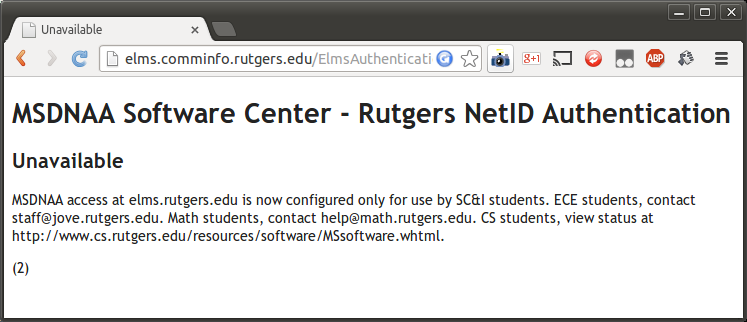 Unavailable
elms.comminfo.rutgers.edu/ElmsAuthenticati
g+1
ABP
MSDNAA Software Center - Rutgers NetID Authentication
Unavailable
MSDNAA access at elms.rutgers.edu is now configured only for use by SC&I students. ECE students, contact
staff@jove.rutgers.edu. Math students, contact help@math.rutgers.edu. CS students, view status at
http://www.cs.rutgers.edu/resources/software/MSsoftware.whtml.
(2)